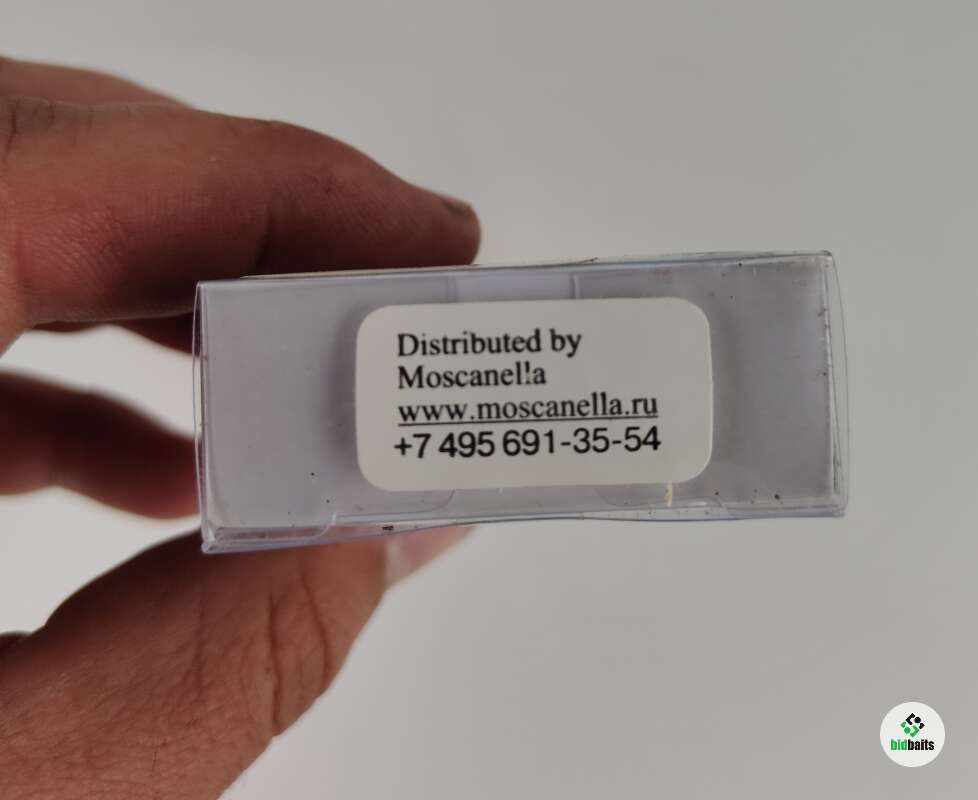 Distributed by
Moscanella
www.moscanella.ru
+7 495 691-35-54
bidbaits